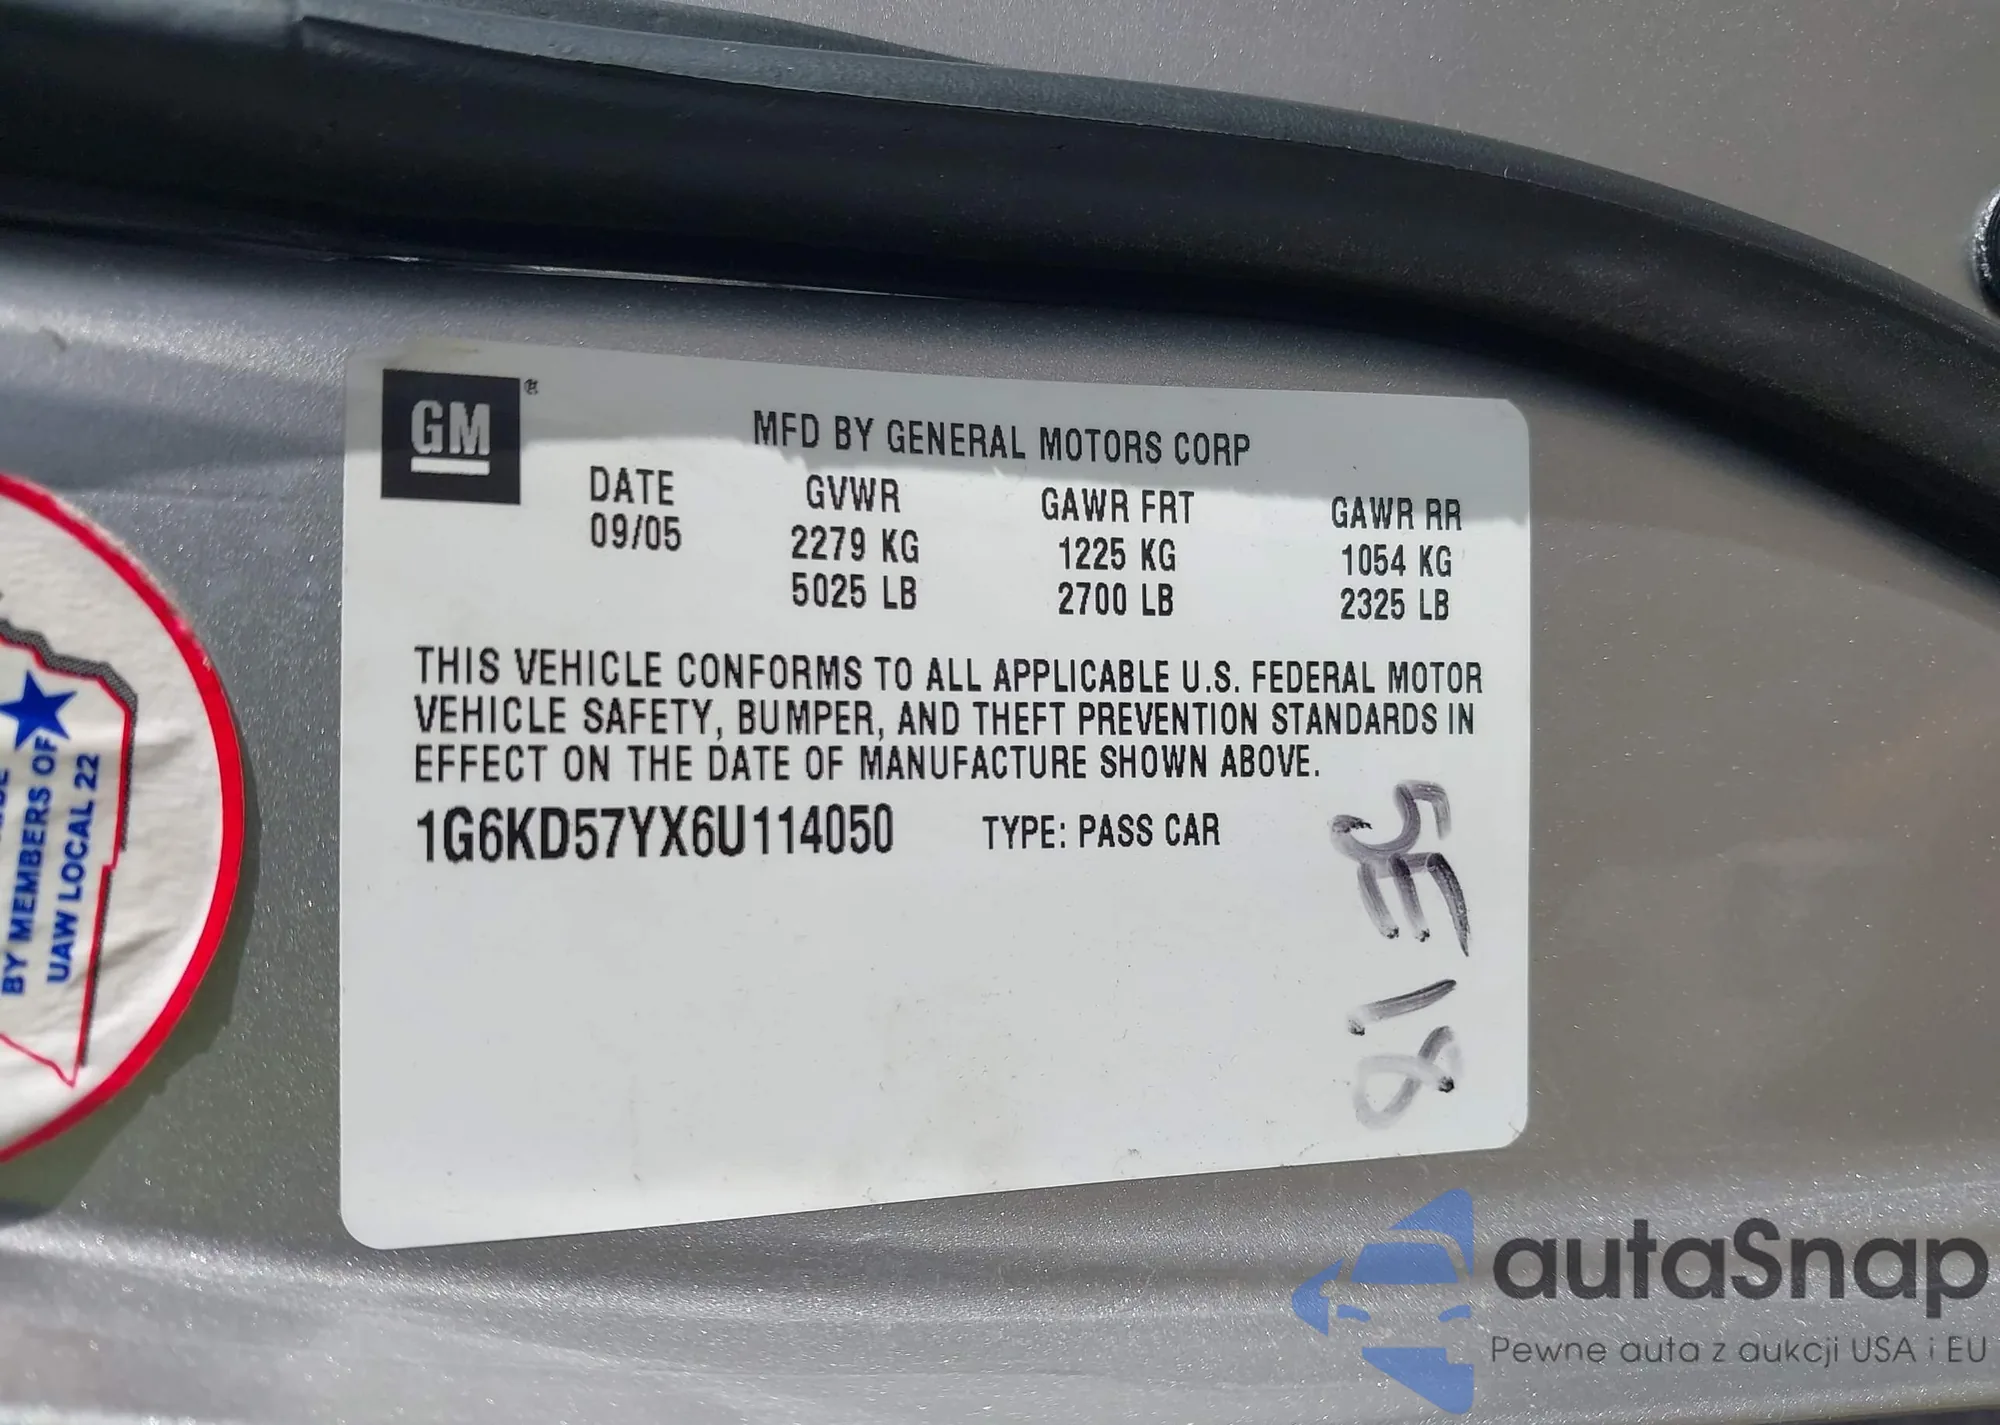 GM®
MFD BY GENERAL MOTORS CORP
DATE GVWR GAWR FRT GAWR RR
09/05 2279 KG 1225 KG 1054 KG
5025 LB 2700 LB 2325 LB
THIS VEHICLE CONFORMS TO ALL APPLICABLE U.S. FEDERAL MOTOR
VEHICLE SAFETY, BUMPER, AND THEFT PREVENTION STANDARDS IN
EFFECT ON THE DATE OF MANUFACTURE SHOWN ABOVE.
1G6KD57YX6U114050 TYPE: PASS CAR
5E 18
BY MEMBERS OF
UAW LOCAL 22
autaSnap
Pewne auta z aukcji USA i EU